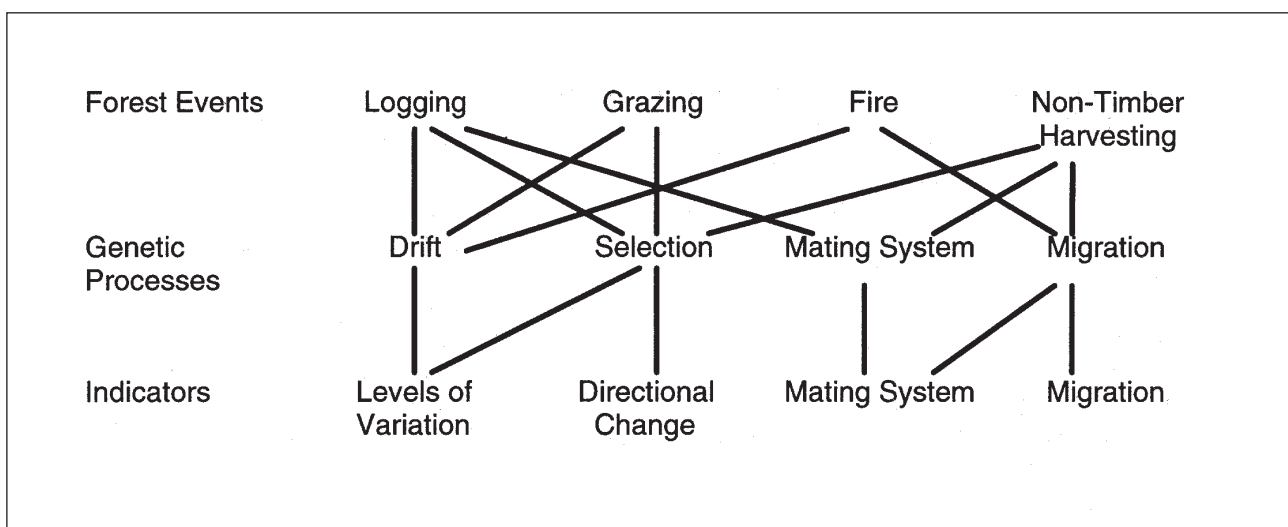 Forest Events Logging Grazing Fire Non-Timber
Harvesting
Genetic Drift Selection Mating System Migration
Processes
Indicators Levels of Directional Mating System Migration
Variation Change